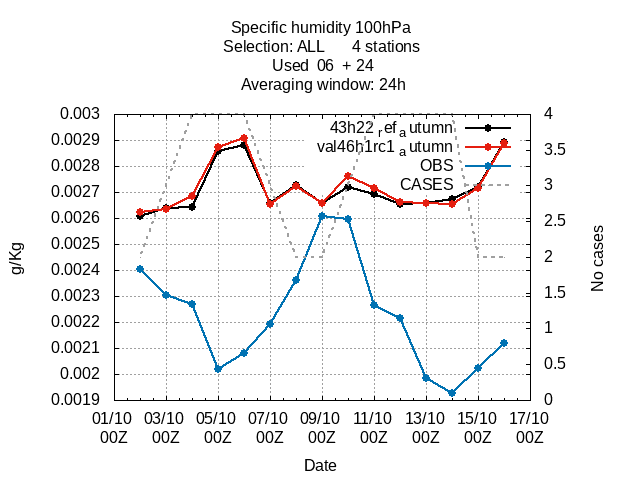 Specific humidity 100hPa
Selection: ALL 4 stations
Used 06 + 24
Averaging window: 24h
43h22_ref_autumn
val46h1rc1_autumn
OBS
CASES
0.003
0.0029
0.0028
0.0027
0.0026
0.0025
0.0024
0.0023
0.0022
0.0021
0.002
0.0019
g/Kg
4
3.5
3
2.5
2
1.5
1
0.5
0
No cases
01/10 03/10 05/10 07/10 09/10 11/10 13/10 15/10 17/10
00Z 00Z 00Z 00Z 00Z 00Z 00Z 00Z 00Z
Date